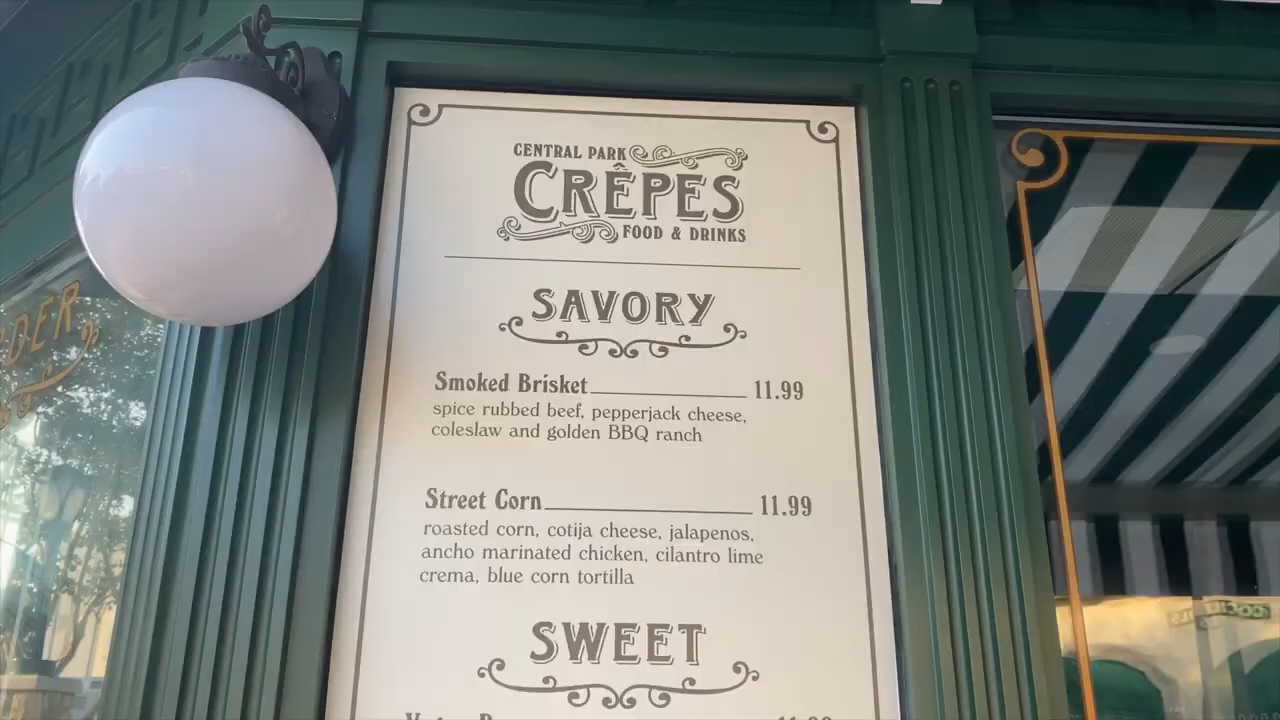 CENTRAL PARK
CRÊPES
FOOD & DRINKS
SAVORY
Smoked Brisket 11.99
spice rubbed beef, pepperjack cheese,
coleslaw and golden BBQ ranch
Street Corn 11.99
roasted corn, cotija cheese, jalapenos,
ancho marinated chicken, cilantro lime
crema, blue corn tortilla
SWEET